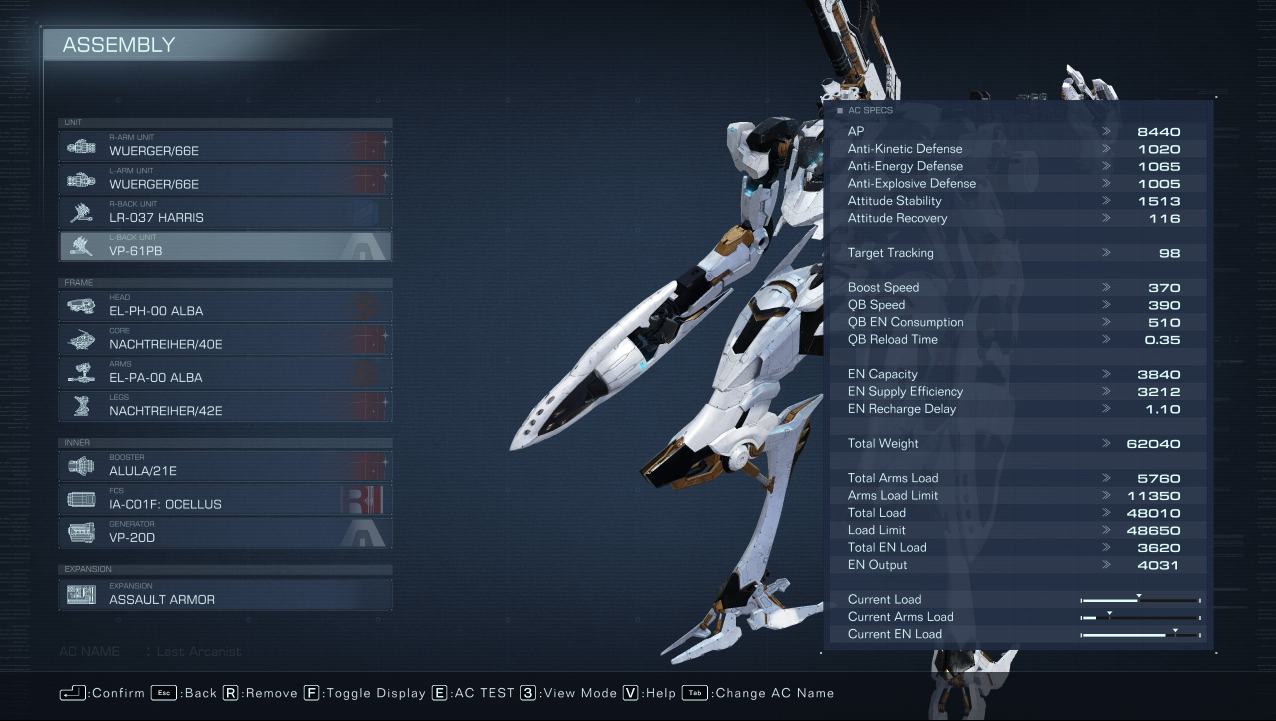 ASSEMBLY
UNIT
R-ARM UNIT
WUERGER/66E
L-ARM UNIT
WUERGER/66E
R-BACK UNIT
LR-037 HARRIS
L-BACK UNIT
VP-61PB
FRAME
HEAD
EL-PH-00 ALBA
CORE
NACHTREIHER/40E
ARMS
EL-PA-00 ALBA
LEGS
NACHTREIHER/42E
INNER
BOOSTER
ALULA/21E
FCS
IA-C01F: OCELLUS
GENERATOR
VP-20D
EXPANSION
EXPANSION
ASSAULT ARMOR
AC NAME : Last Arcanist
AC SPECS
AP 8440
Anti-Kinetic Defense 1020
Anti-Energy Defense 1065
Anti-Explosive Defense 1005
Attitude Stability 1513
Attitude Recovery 116
Target Tracking 98
Boost Speed 370
QB Speed 390
QB EN Consumption 510
QB Reload Time 0.35
EN Capacity 3840
EN Supply Efficiency 3212
EN Recharge Delay 1.10
Total Weight 62040
Total Arms Load 5760
Arms Load Limit 11350
Total Load 48010
Load Limit 48650
Total EN Load 3620
EN Output 4031
Current Load
Current Arms Load
Current EN Load
:Confirm Esc:Back R:Remove F:Toggle Display E:AC TEST 3:View Mode V:Help Tab:Change AC Name